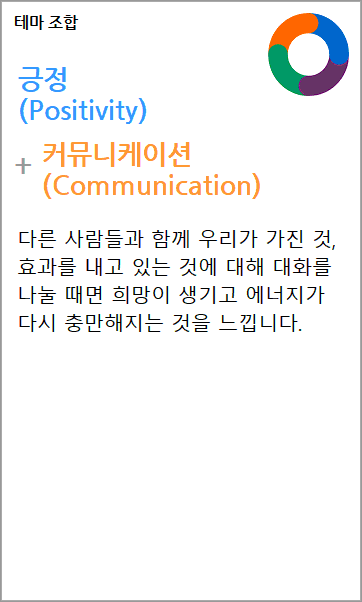 테마 조합
긍정
(Positivity)
+ 커뮤니케이션
(Communication)
다른 사람들과 함께 우리가 가진 것,
효과를 내고 있는 것에 대해 대화를
나눌 때면 희망이 생기고 에너지가
다시 충만해지는 것을 느낍니다.